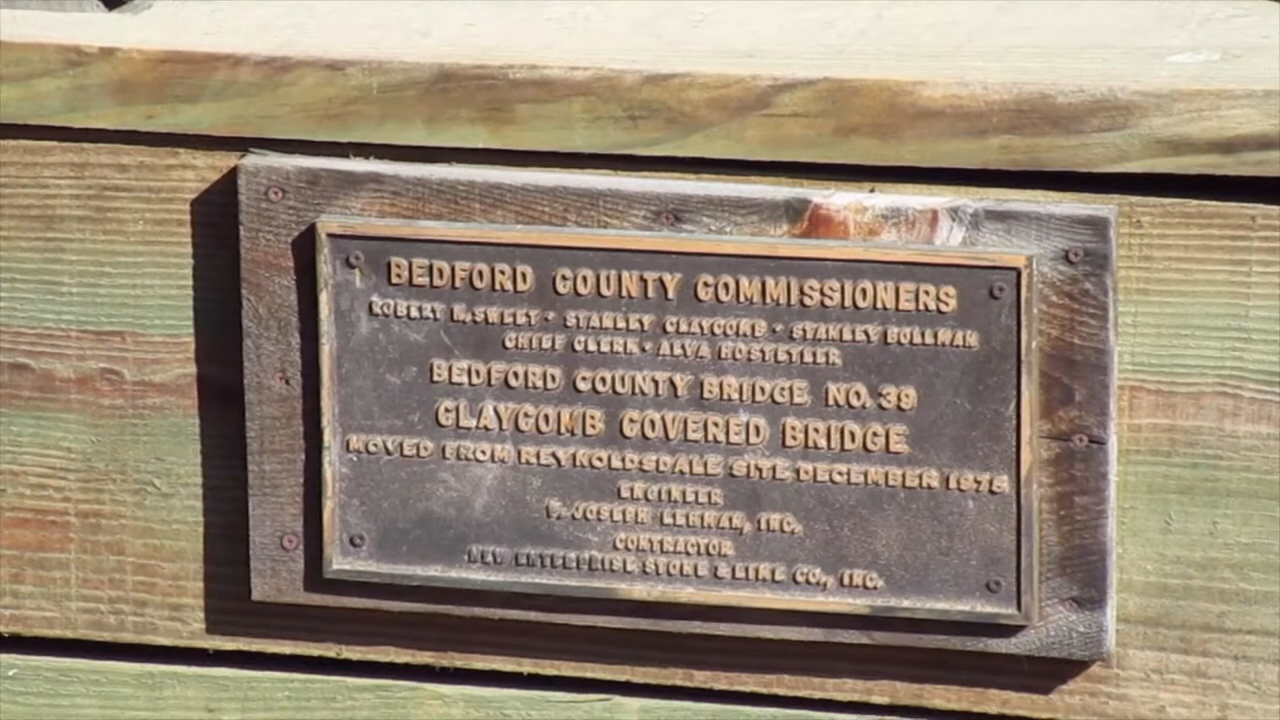 BEDFORD COUNTY COMMISSIONERS
ROBERT H. SWEET · STANLEY CLAYCOMB · STANLEY BOLLMAN
CHIEF CLERK · ALVA HOSTETLER
BEDFORD COUNTY BRIDGE NO. 39
CLAYCOMB COVERED BRIDGE
MOVED FROM REYNOLDSDALE SITE, DECEMBER 1975
ENGINEER
JOSEPH LEHMAN, INC.
CONTRACTOR
NEW ENTERPRISE STONE & LIME CO., INC.